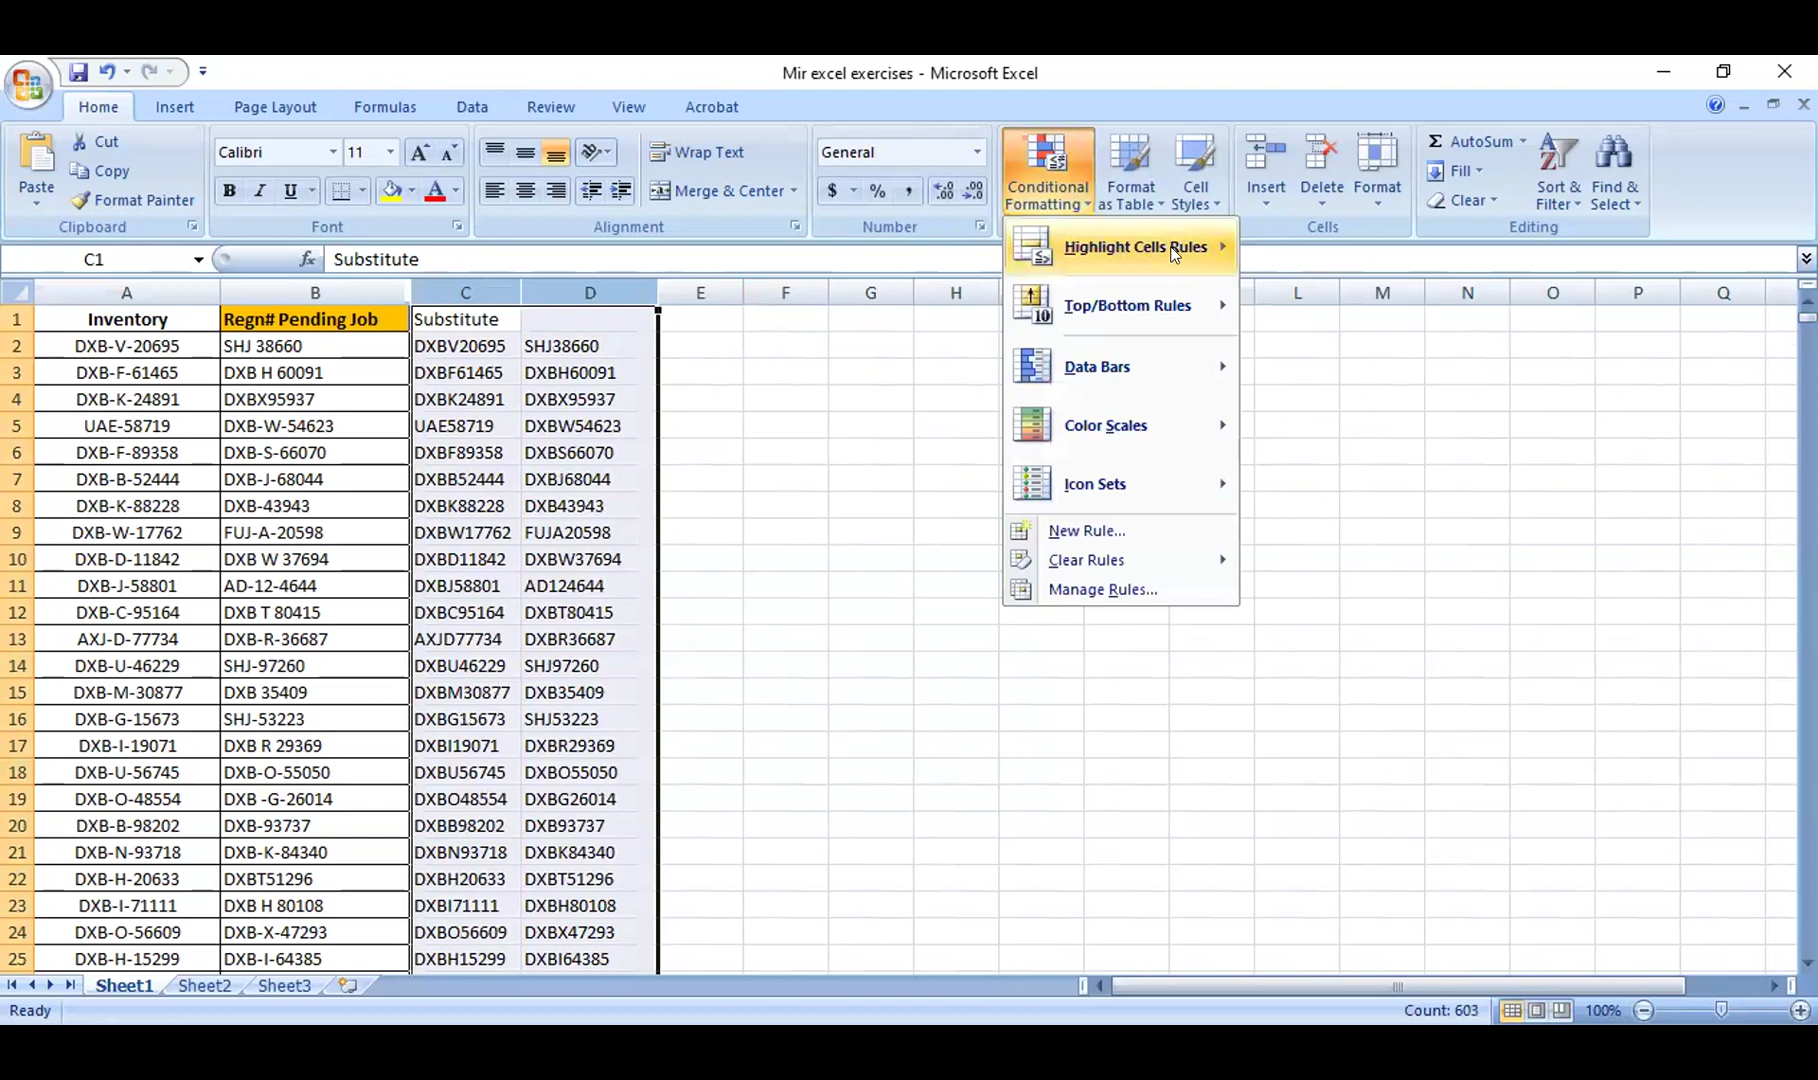 Mir excel exercises - Microsoft Excel
Home Insert Page Layout Formulas Data Review View Acrobat
Paste
Cut
Copy
Format Painter
Clipboard
Calibri 11 A A
B I U A
Font
Wrap Text
Merge & Center
Alignment
General
$ % , .00 .0
Number
Conditional Formatting
Format as Table
Cell Styles
Insert Delete Format
Cells
Σ AutoSum
Fill
Clear
Sort & Filter
Find & Select
Editing
Highlight Cells Rules
Top/Bottom Rules
Data Bars
Color Scales
Icon Sets
New Rule...
Clear Rules
Manage Rules...
C1 fx Substitute
A B C D E F G H L M N O P Q
1 Inventory Regn# Pending Job Substitute
2 DXB-V-20695 SHJ 38660 DXBV20695 SHJ38660
3 DXB-F-61465 DXB H 60091 DXBF61465 DXBH60091
4 DXB-K-24891 DXBX95937 DXBK24891 DXBX95937
5 UAE-58719 DXB-W-54623 UAE58719 DXBW54623
6 DXB-F-89358 DXB-S-66070 DXBF89358 DXBS66070
7 DXB-B-52444 DXB-J-68044 DXBB52444 DXBJ68044
8 DXB-K-88228 DXB-43943 DXBK88228 DXB43943
9 DXB-W-17762 FUJ-A-20598 DXBW17762 FUJA20598
10 DXB-D-11842 DXB W 37694 DXBD11842 DXBW37694
11 DXB-J-58801 AD-12-4644 DXBJ58801 AD124644
12 DXB-C-95164 DXB T 80415 DXBC95164 DXBT80415
13 AXJ-D-77734 DXB-R-36687 AXJD77734 DXBR36687
14 DXB-U-46229 SHJ-97260 DXBU46229 SHJ97260
15 DXB-M-30877 DXB 35409 DXBM30877 DXB35409
16 DXB-G-15673 SHJ-53223 DXBG15673 SHJ53223
17 DXB-I-19071 DXB R 29369 DXBI19071 DXBR29369
18 DXB-U-56745 DXB-O-55050 DXBU56745 DXBO55050
19 DXB-O-48554 DXB -G-26014 DXBO48554 DXBG26014
20 DXB-B-98202 DXB-93737 DXBB98202 DXB93737
21 DXB-N-93718 DXB-K-84340 DXBN93718 DXBK84340
22 DXB-H-20633 DXBT51296 DXBH20633 DXBT51296
23 DXB-I-71111 DXB H 80108 DXBI71111 DXBH80108
24 DXB-O-56609 DXB-X-47293 DXBO56609 DXBX47293
25 DXB-H-15299 DXB-I-64385 DXBH15299 DXBI64385
Sheet1 Sheet2 Sheet3
Ready Count: 603 100%